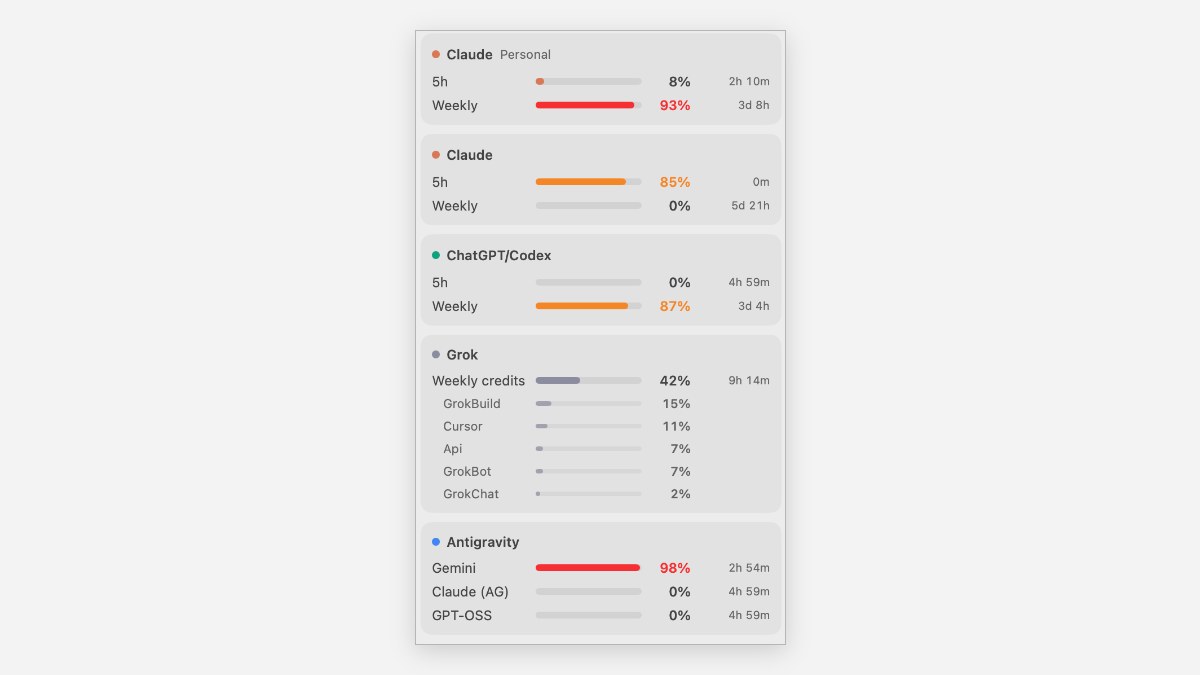 Claude Personal
5h 8% 2h 10m
Weekly 93% 3d 8h
Claude
5h 85% 0m
Weekly 0% 5d 21h
ChatGPT/Codex
5h 0% 4h 59m
Weekly 87% 3d 4h
Grok
Weekly credits 42% 9h 14m
GrokBuild 15%
Cursor 11%
Api 7%
GrokBot 7%
GrokChat 2%
Antigravity
Gemini 98% 2h 54m
Claude (AG) 0% 4h 59m
GPT-OSS 0% 4h 59m